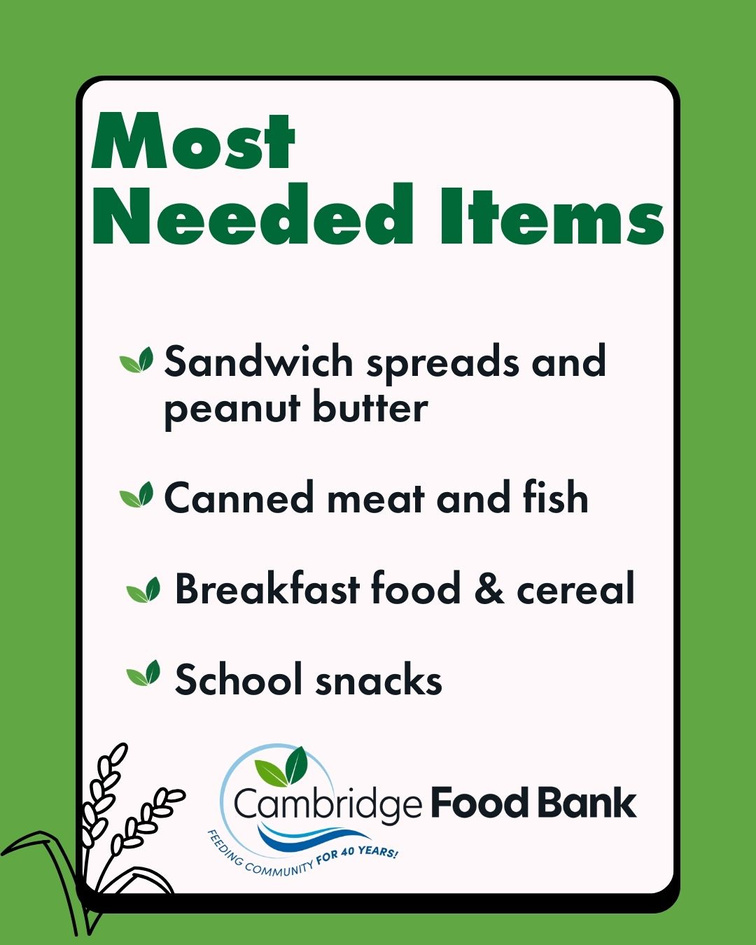 Most
Needed Items
Sandwich spreads and
peanut butter
Canned meat and fish
Breakfast food & cereal
School snacks
Cambridge Food Bank
FEEDING COMMUNITY FOR 40 YEARS!